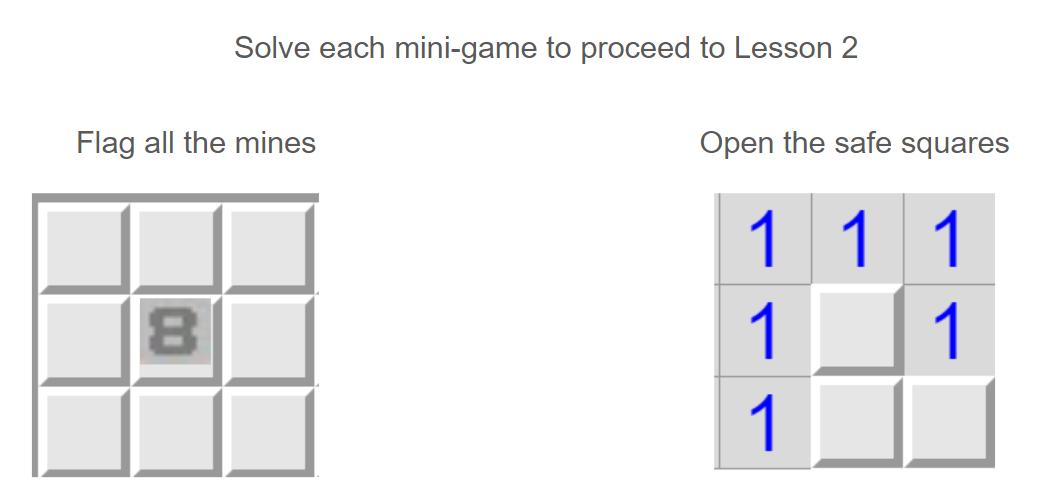 Solve each mini-game to proceed to Lesson 2
Flag all the mines
Open the safe squares
8
1 1 1
1 1
1